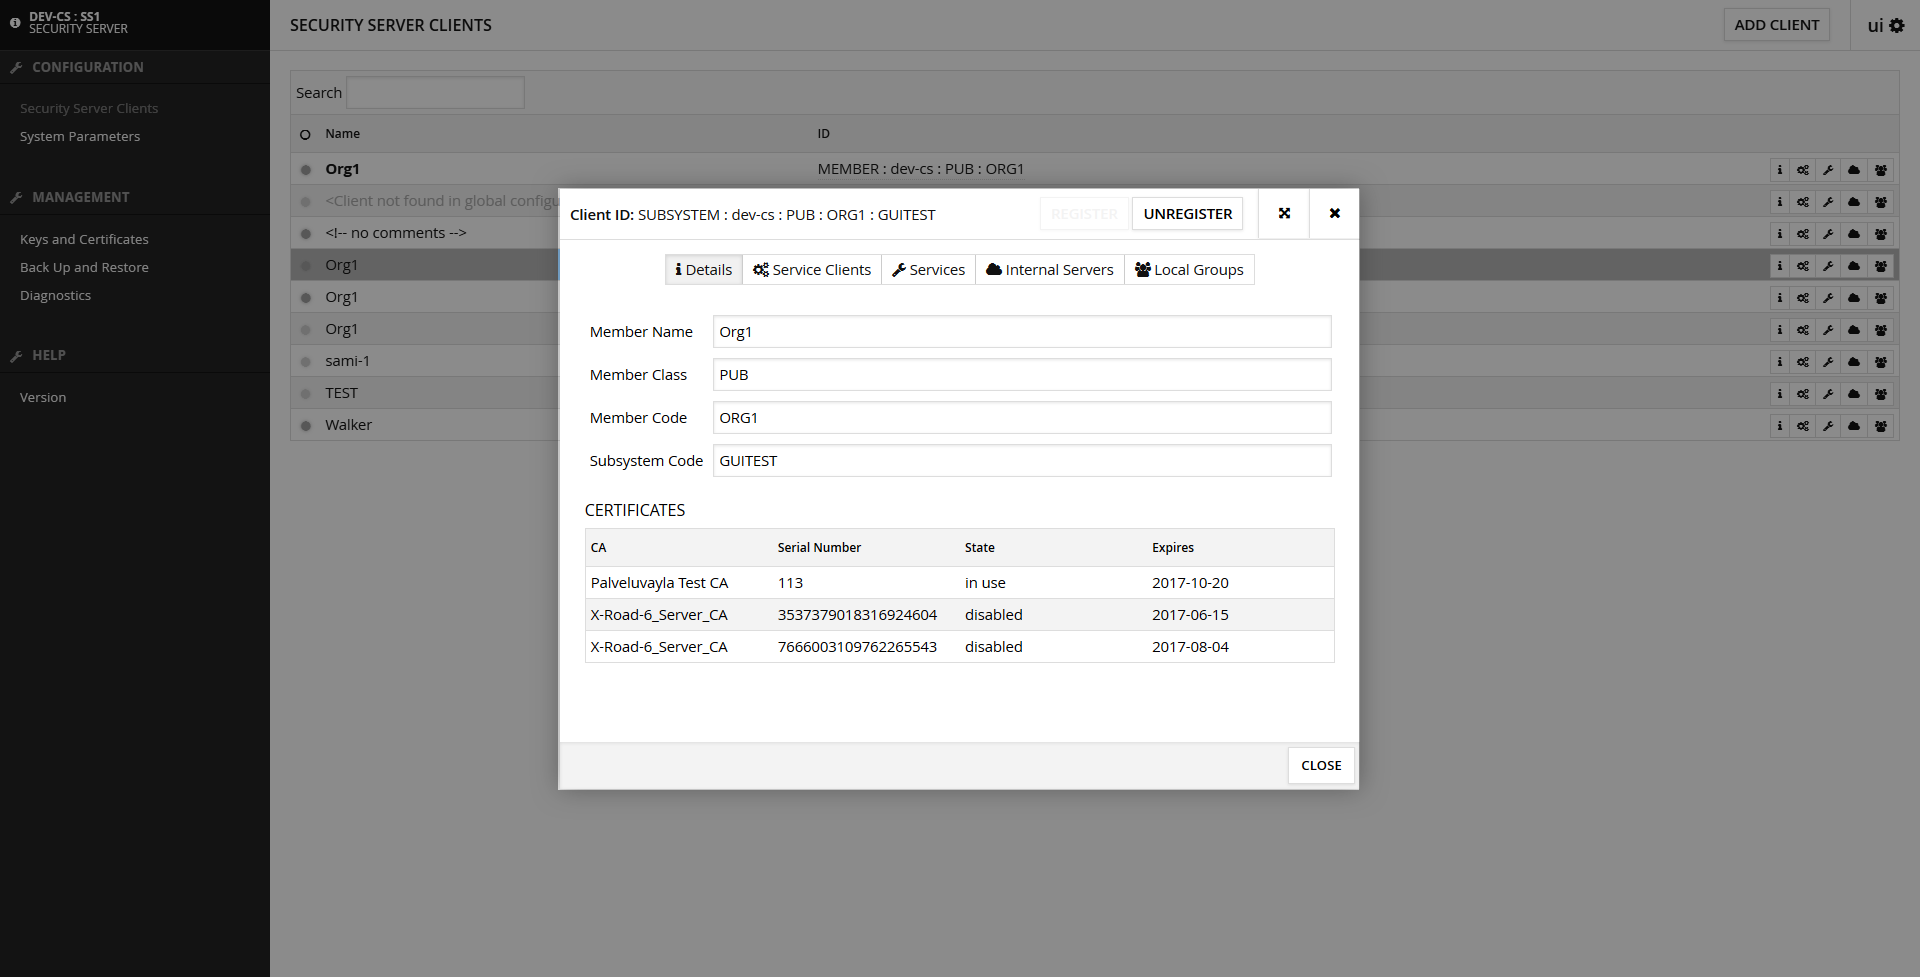 DEV-CS : SS1
SECURITY SERVER
SECURITY SERVER CLIENTS
ADD CLIENT
ui
CONFIGURATION
Security Server Clients
System Parameters
MANAGEMENT
Keys and Certificates
Back Up and Restore
Diagnostics
HELP
Version
Search
Name ID
Org1 MEMBER : dev-cs : PUB : ORG1
<Client not found in global configu
<!-- no comments -->
Org1
Org1
Org1
sami-1
TEST
Walker
Client ID: SUBSYSTEM : dev-cs : PUB : ORG1 : GUITEST
REGISTER UNREGISTER
Details Service Clients Services Internal Servers Local Groups
Member Name Org1
Member Class PUB
Member Code ORG1
Subsystem Code GUITEST
CERTIFICATES
CA Serial Number State Expires
Palveluvayla Test CA 113 in use 2017-10-20
X-Road-6_Server_CA 3537379018316924604 disabled 2017-06-15
X-Road-6_Server_CA 7666003109762265543 disabled 2017-08-04
CLOSE